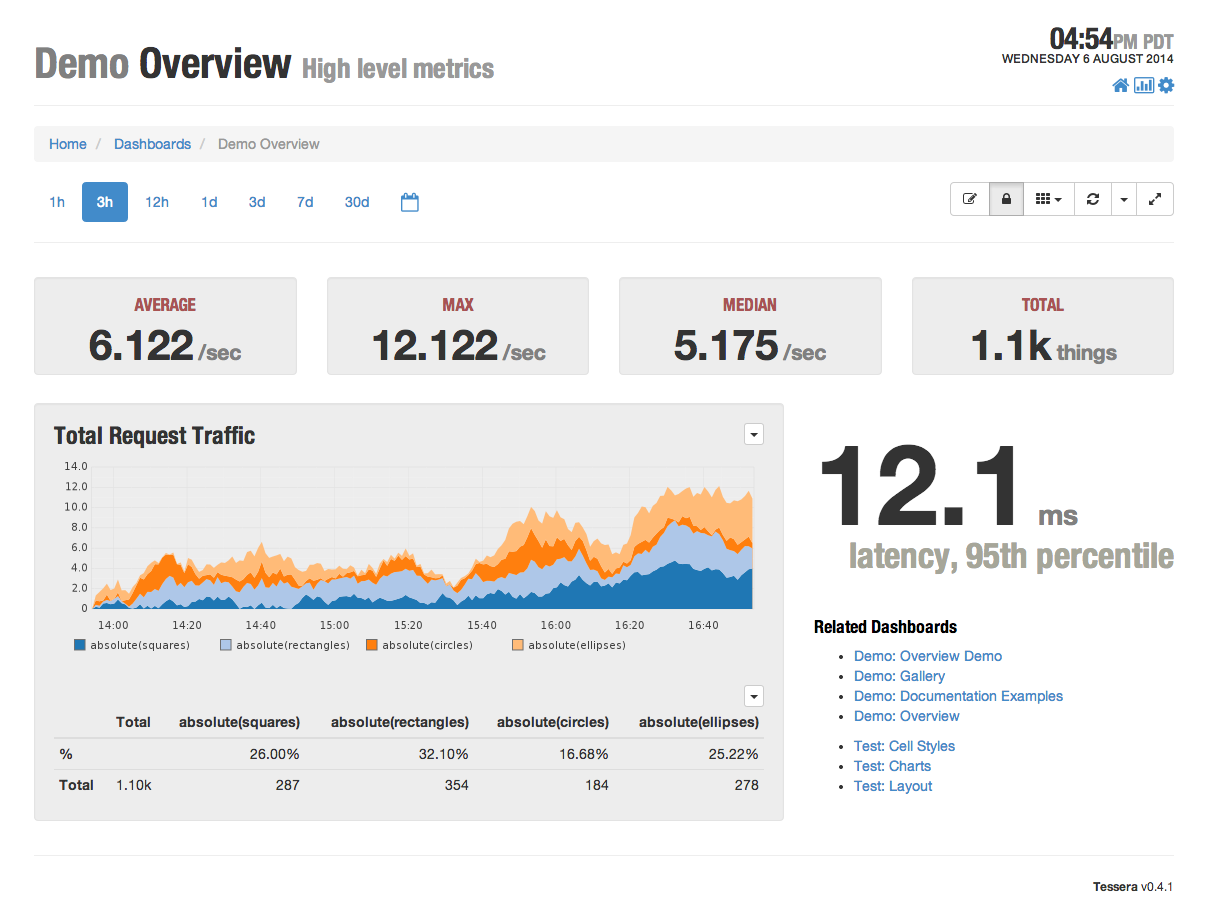 Demo Overview High level metrics
04:54PM PDT
WEDNESDAY 6 AUGUST 2014
Home / Dashboards / Demo Overview
1h 3h 12h 1d 3d 7d 30d
AVERAGE
6.122 /sec
MAX
12.122 /sec
MEDIAN
5.175 /sec
TOTAL
1.1k things
Total Request Traffic
14.0
12.0
10.0
8.0
6.0
4.0
2.0
0
14:00 14:20 14:40 15:00 15:20 15:40 16:00 16:20 16:40
absolute(squares) absolute(rectangles) absolute(circles) absolute(ellipses)
Total absolute(squares) absolute(rectangles) absolute(circles) absolute(ellipses)
% 26.00% 32.10% 16.68% 25.22%
Total 1.10k 287 354 184 278
12.1 ms
latency, 95th percentile
Related Dashboards
Demo: Overview Demo
Demo: Gallery
Demo: Documentation Examples
Demo: Overview
Test: Cell Styles
Test: Charts
Test: Layout
Tessera v0.4.1